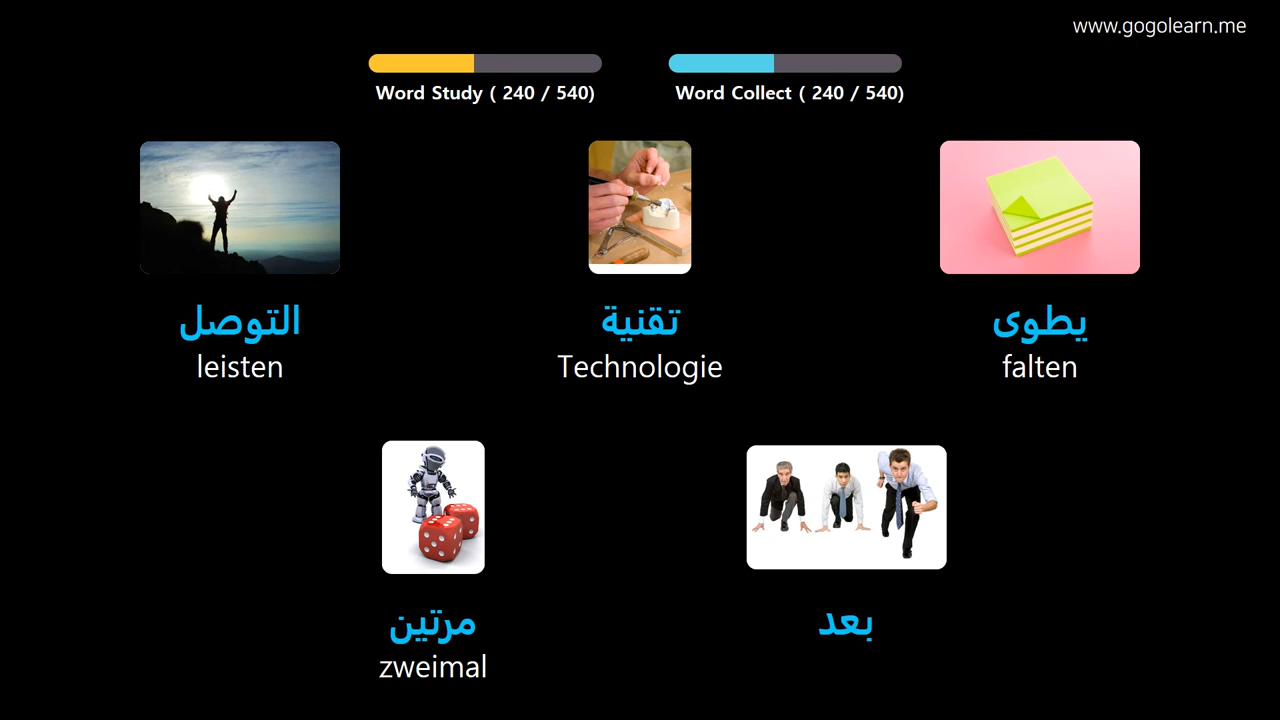 www.gogolearn.me
Word Study ( 240 / 540)
Word Collect ( 240 / 540)
التوصل
leisten
تقنية
Technologie
يطوى
falten
مرتين
zweimal
بعد